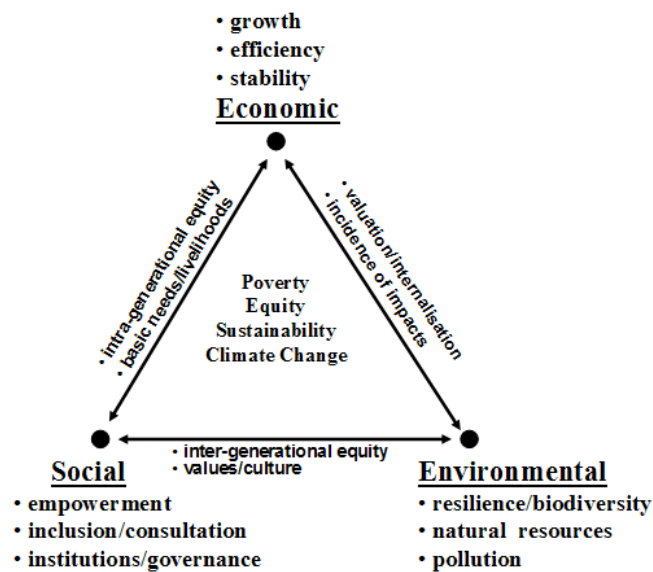 • growth
• efficiency
• stability
Economic
• intra-generational equity
• basic needs/livelihoods
• valuation/internalisation
• incidence of impacts
Poverty
Equity
Sustainability
Climate Change
• inter-generational equity
• values/culture
Social
• empowerment
• inclusion/consultation
• institutions/governance
Environmental
• resilience/biodiversity
• natural resources
• pollution